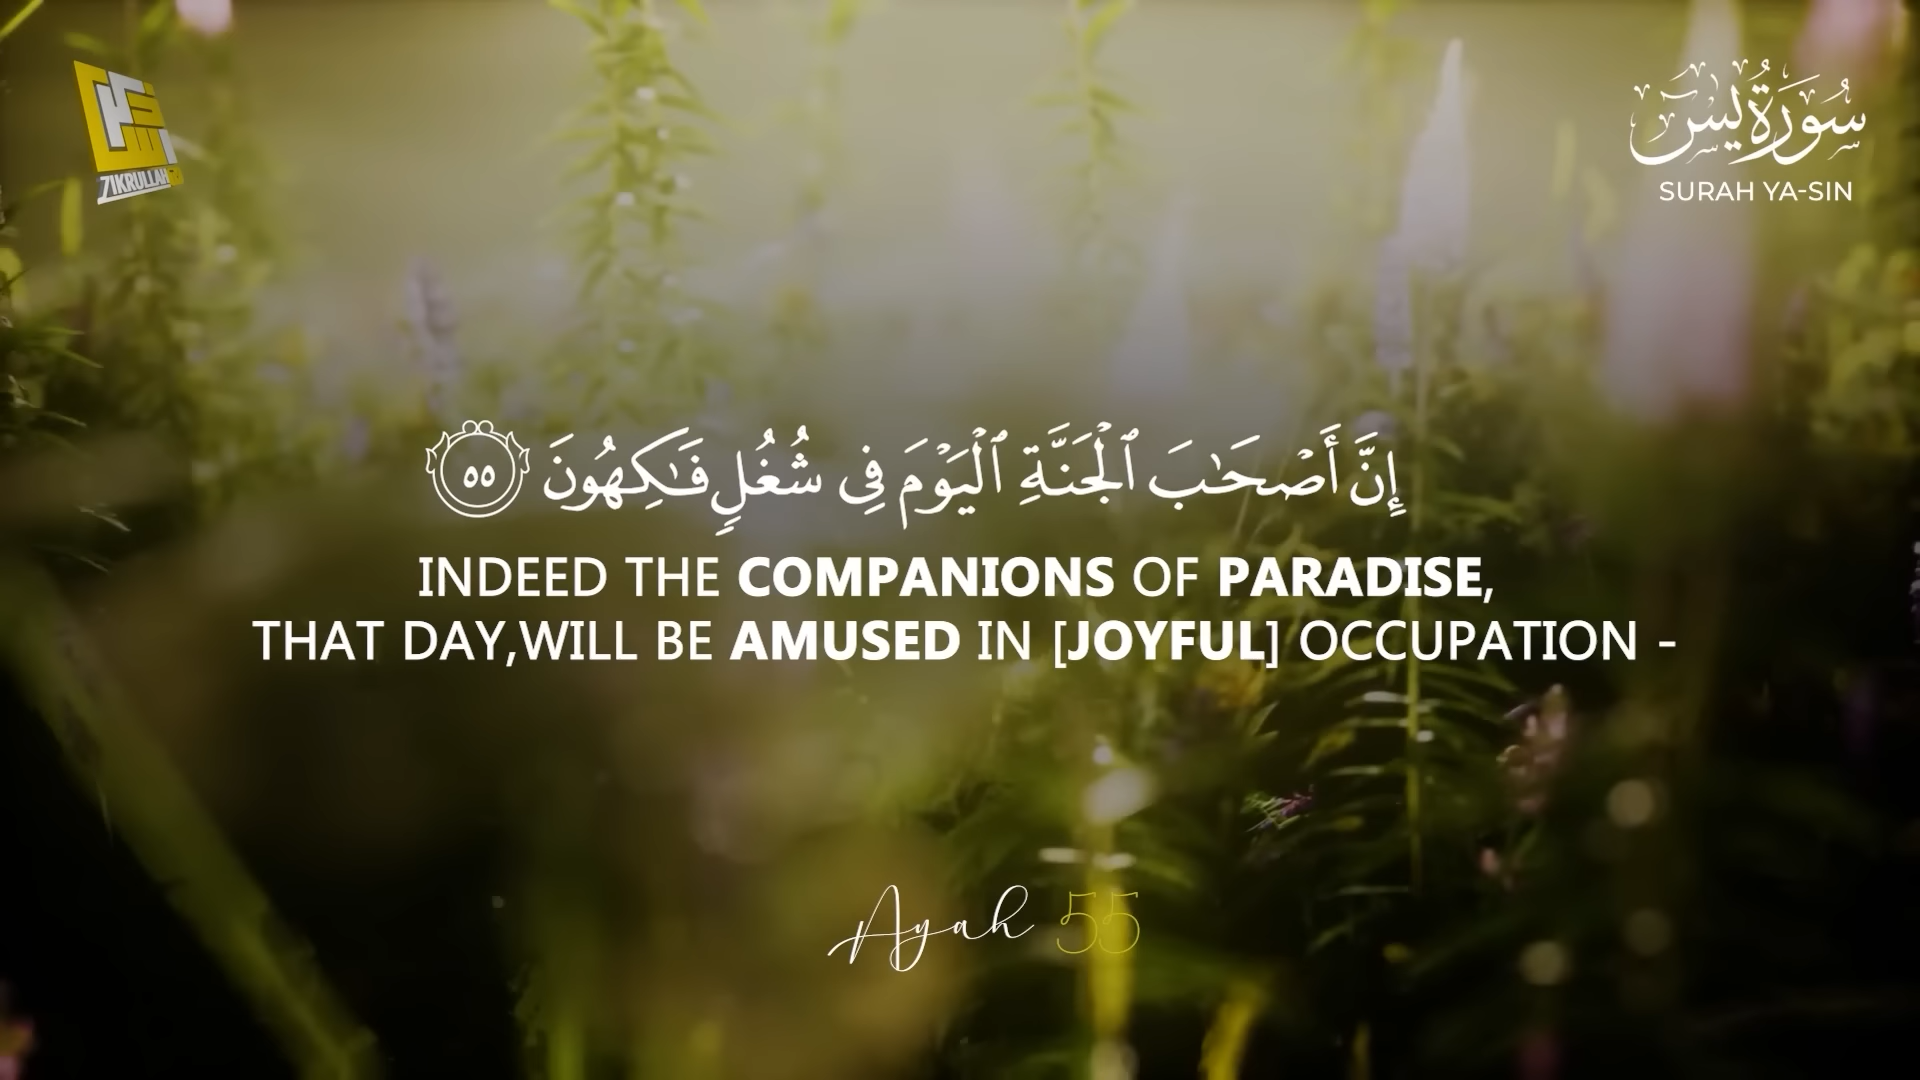 ZIKRULLAH
سُورَةُ يسٓ
SURAH YA-SIN
إِنَّ أَصْحَٰبَ ٱلْجَنَّةِ ٱلْيَوْمَ فِى شُغُلٍ فَٰكِهُونَ ٥٥
INDEED THE COMPANIONS OF PARADISE,
THAT DAY,WILL BE AMUSED IN [JOYFUL] OCCUPATION -
Ayah 55